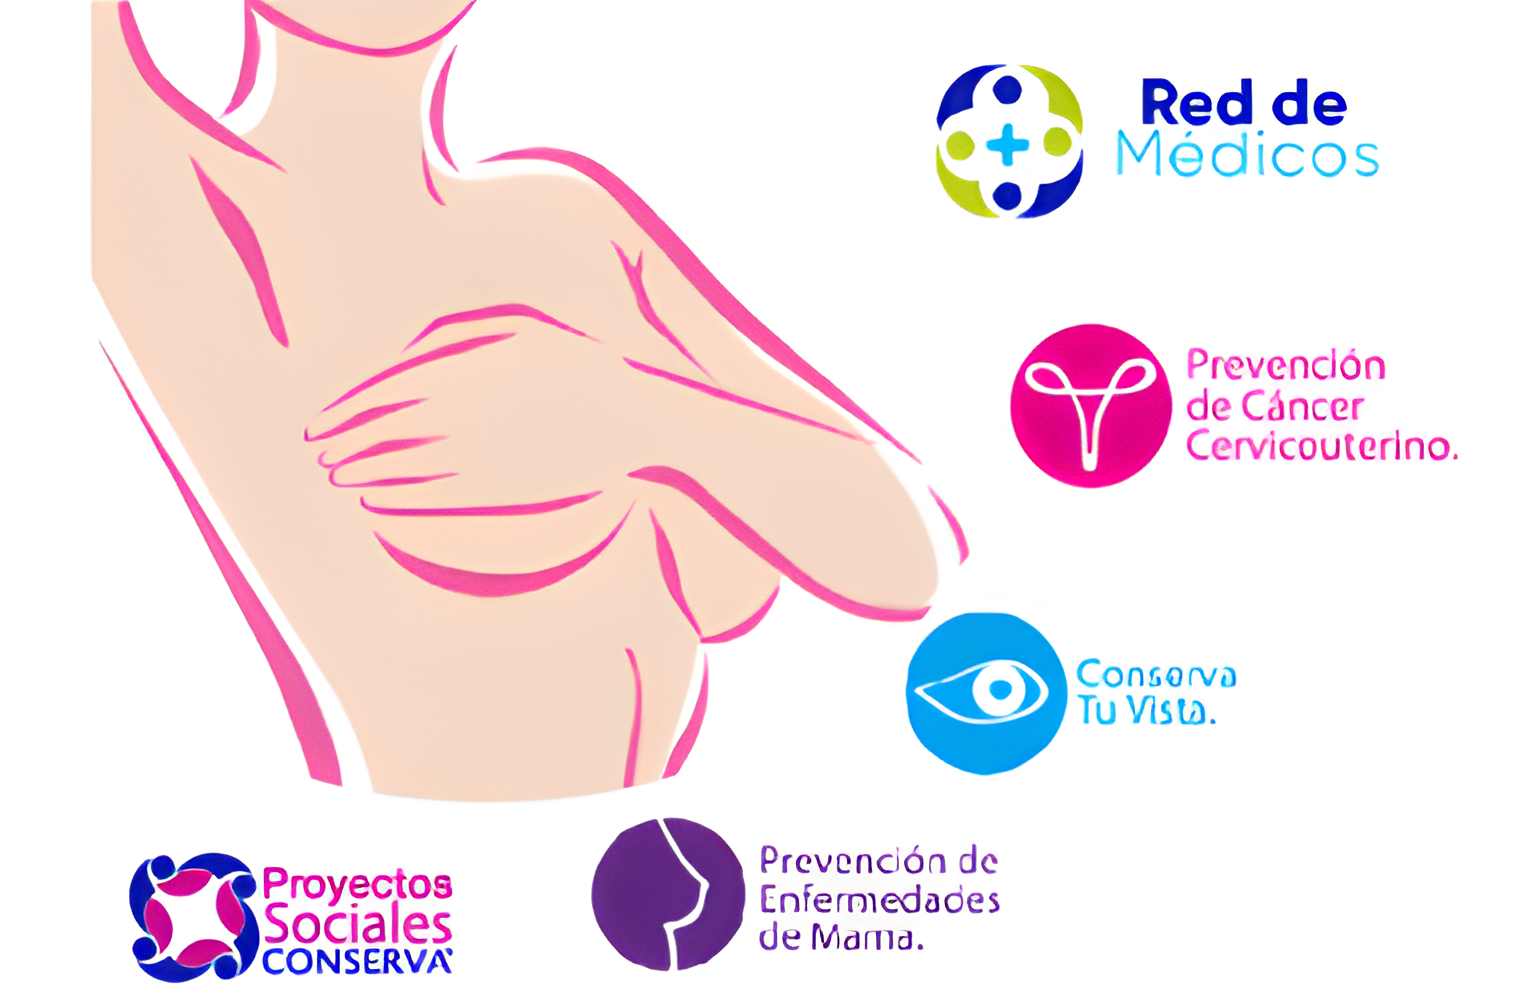 Red de
Médicos
Prevención
de Cáncer
Cervicouterino.
Conserva
Tu Vista.
Prevención de
Enfermedades
de Mama.
Proyectos
Sociales
CONSERVA